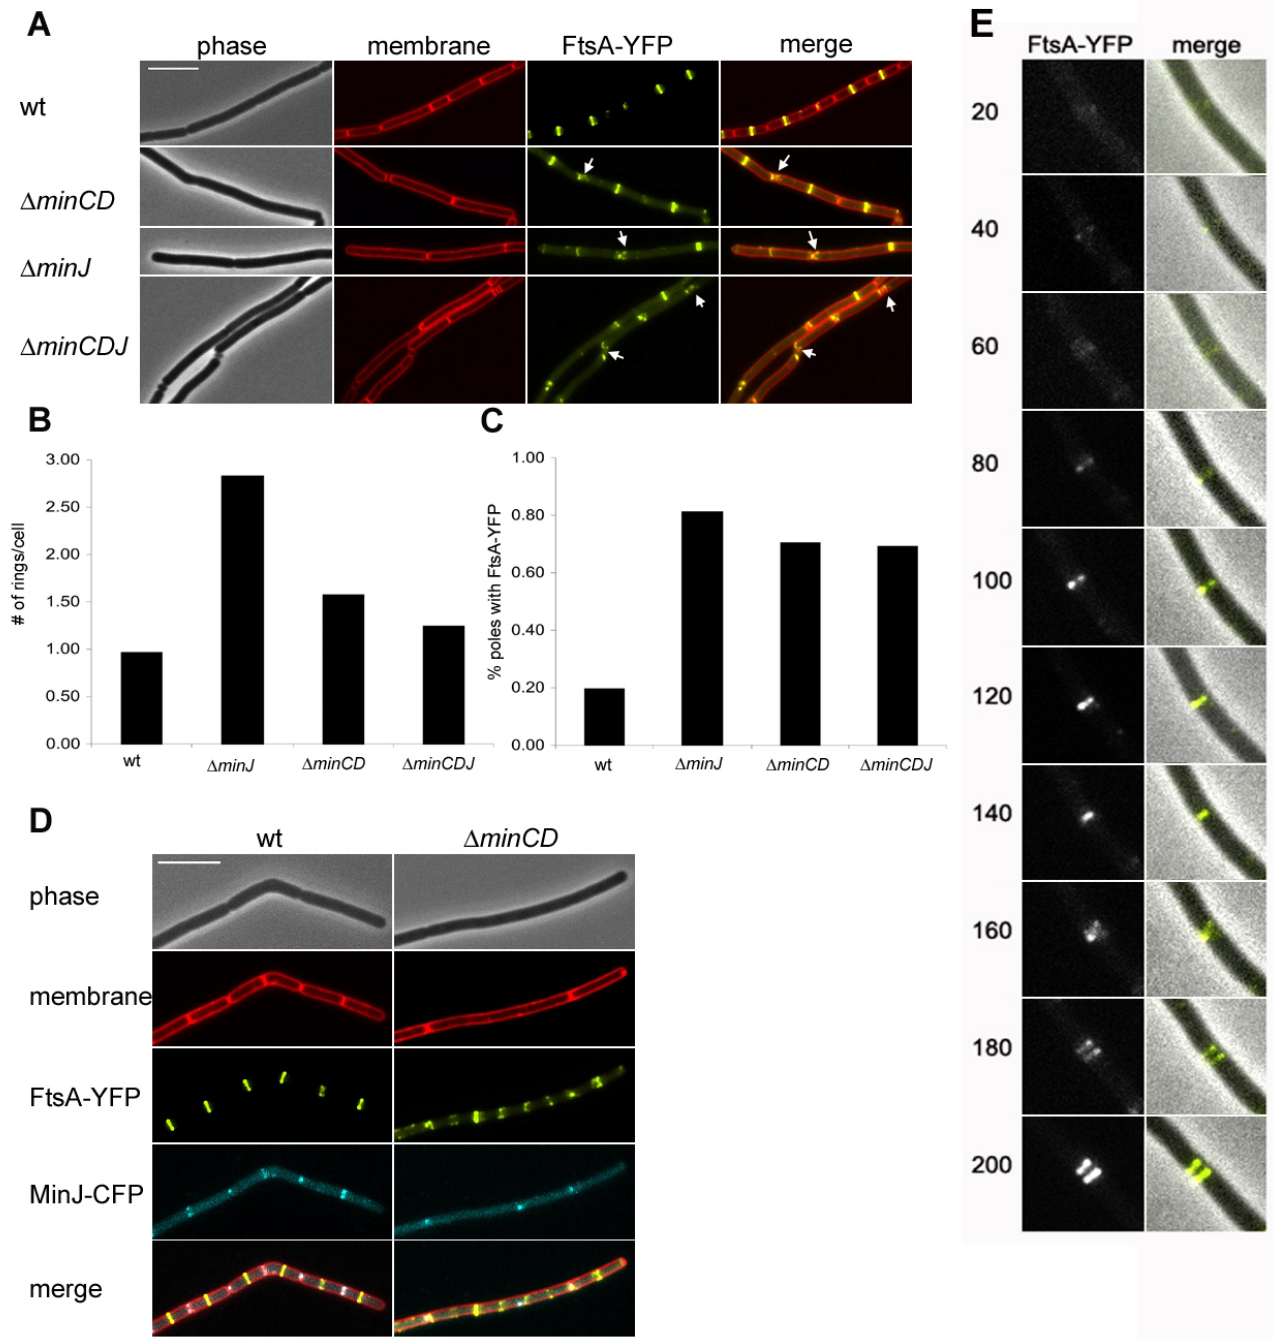 A
phase membrane FtsA-YFP merge
wt
ΔminCD
ΔminJ
ΔminCDJ
B
# of rings/cell
3.00
2.50
2.00
1.50
1.00
0.50
0.00
wt ΔminJ ΔminCD ΔminCDJ
C
% poles with FtsA-YFP
1.00
0.80
0.60
0.40
0.20
0.00
wt ΔminJ ΔminCD ΔminCDJ
D
wt ΔminCD
phase
membrane
FtsA-YFP
MinJ-CFP
merge
E
FtsA-YFP merge
20
40
60
80
100
120
140
160
180
200